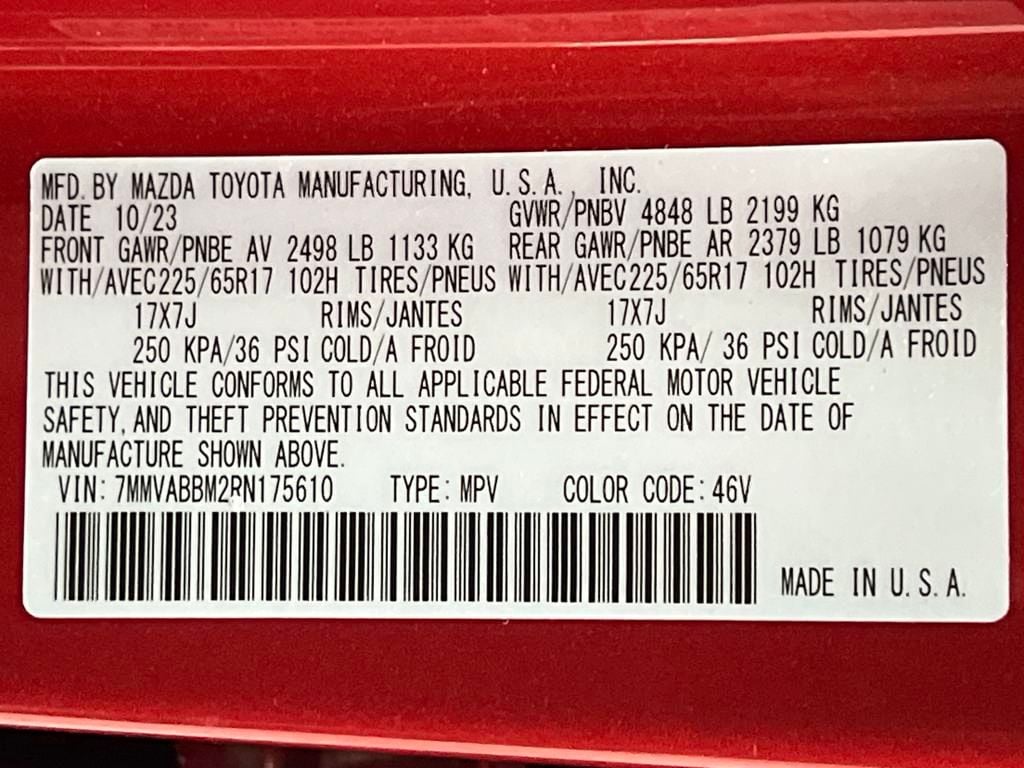 MFD. BY MAZDA TOYOTA MANUFACTURING, U.S.A., INC.
DATE 10/23 GVWR/PNBV 4848 LB 2199 KG
FRONT GAWR/PNBE AV 2498 LB 1133 KG REAR GAWR/PNBE AR 2379 LB 1079 KG
WITH/AVEC225/65R17 102H TIRES/PNEUS WITH/AVEC225/65R17 102H TIRES/PNEUS
17X7J RIMS/JANTES 17X7J RIMS/JANTES
250 KPA/36 PSI COLD/A FROID 250 KPA/ 36 PSI COLD/A FROID
THIS VEHICLE CONFORMS TO ALL APPLICABLE FEDERAL MOTOR VEHICLE
SAFETY, AND THEFT PREVENTION STANDARDS IN EFFECT ON THE DATE OF
MANUFACTURE SHOWN ABOVE.
VIN: 7MMVABBM2RN175610 TYPE: MPV COLOR CODE: 46V
MADE IN U.S.A.